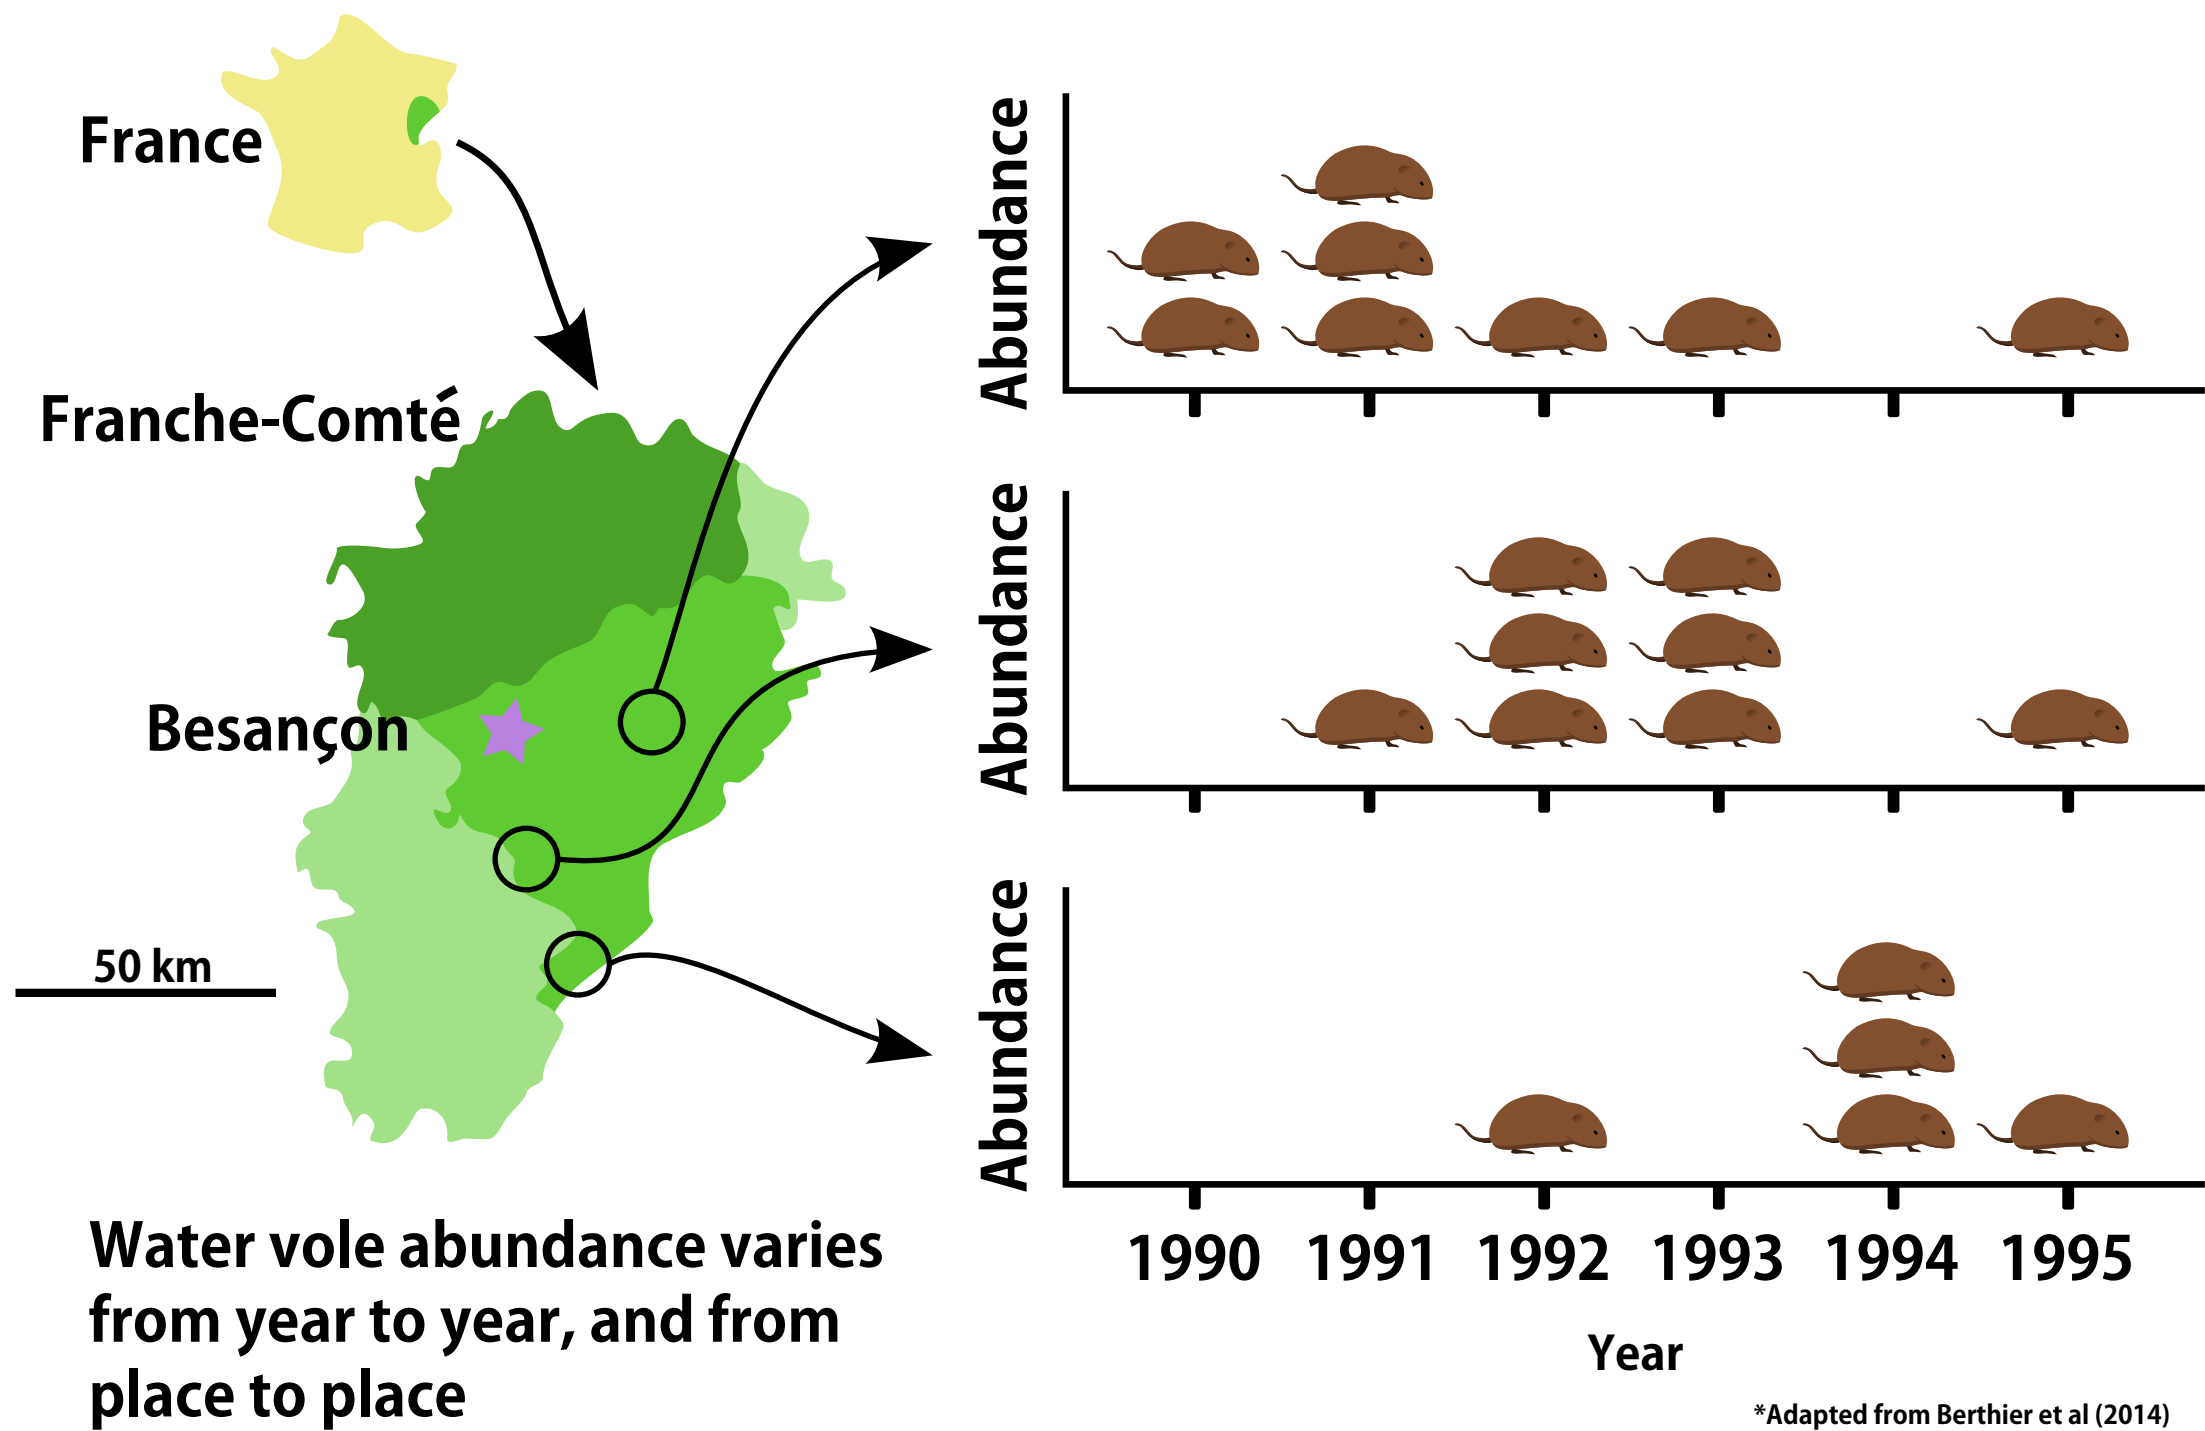 France
Franche-Comté
Besançon
50 km
Water vole abundance varies
from year to year, and from
place to place
Abundance
Abundance
Abundance
1990 1991 1992 1993 1994 1995
Year
*Adapted from Berthier et al (2014)